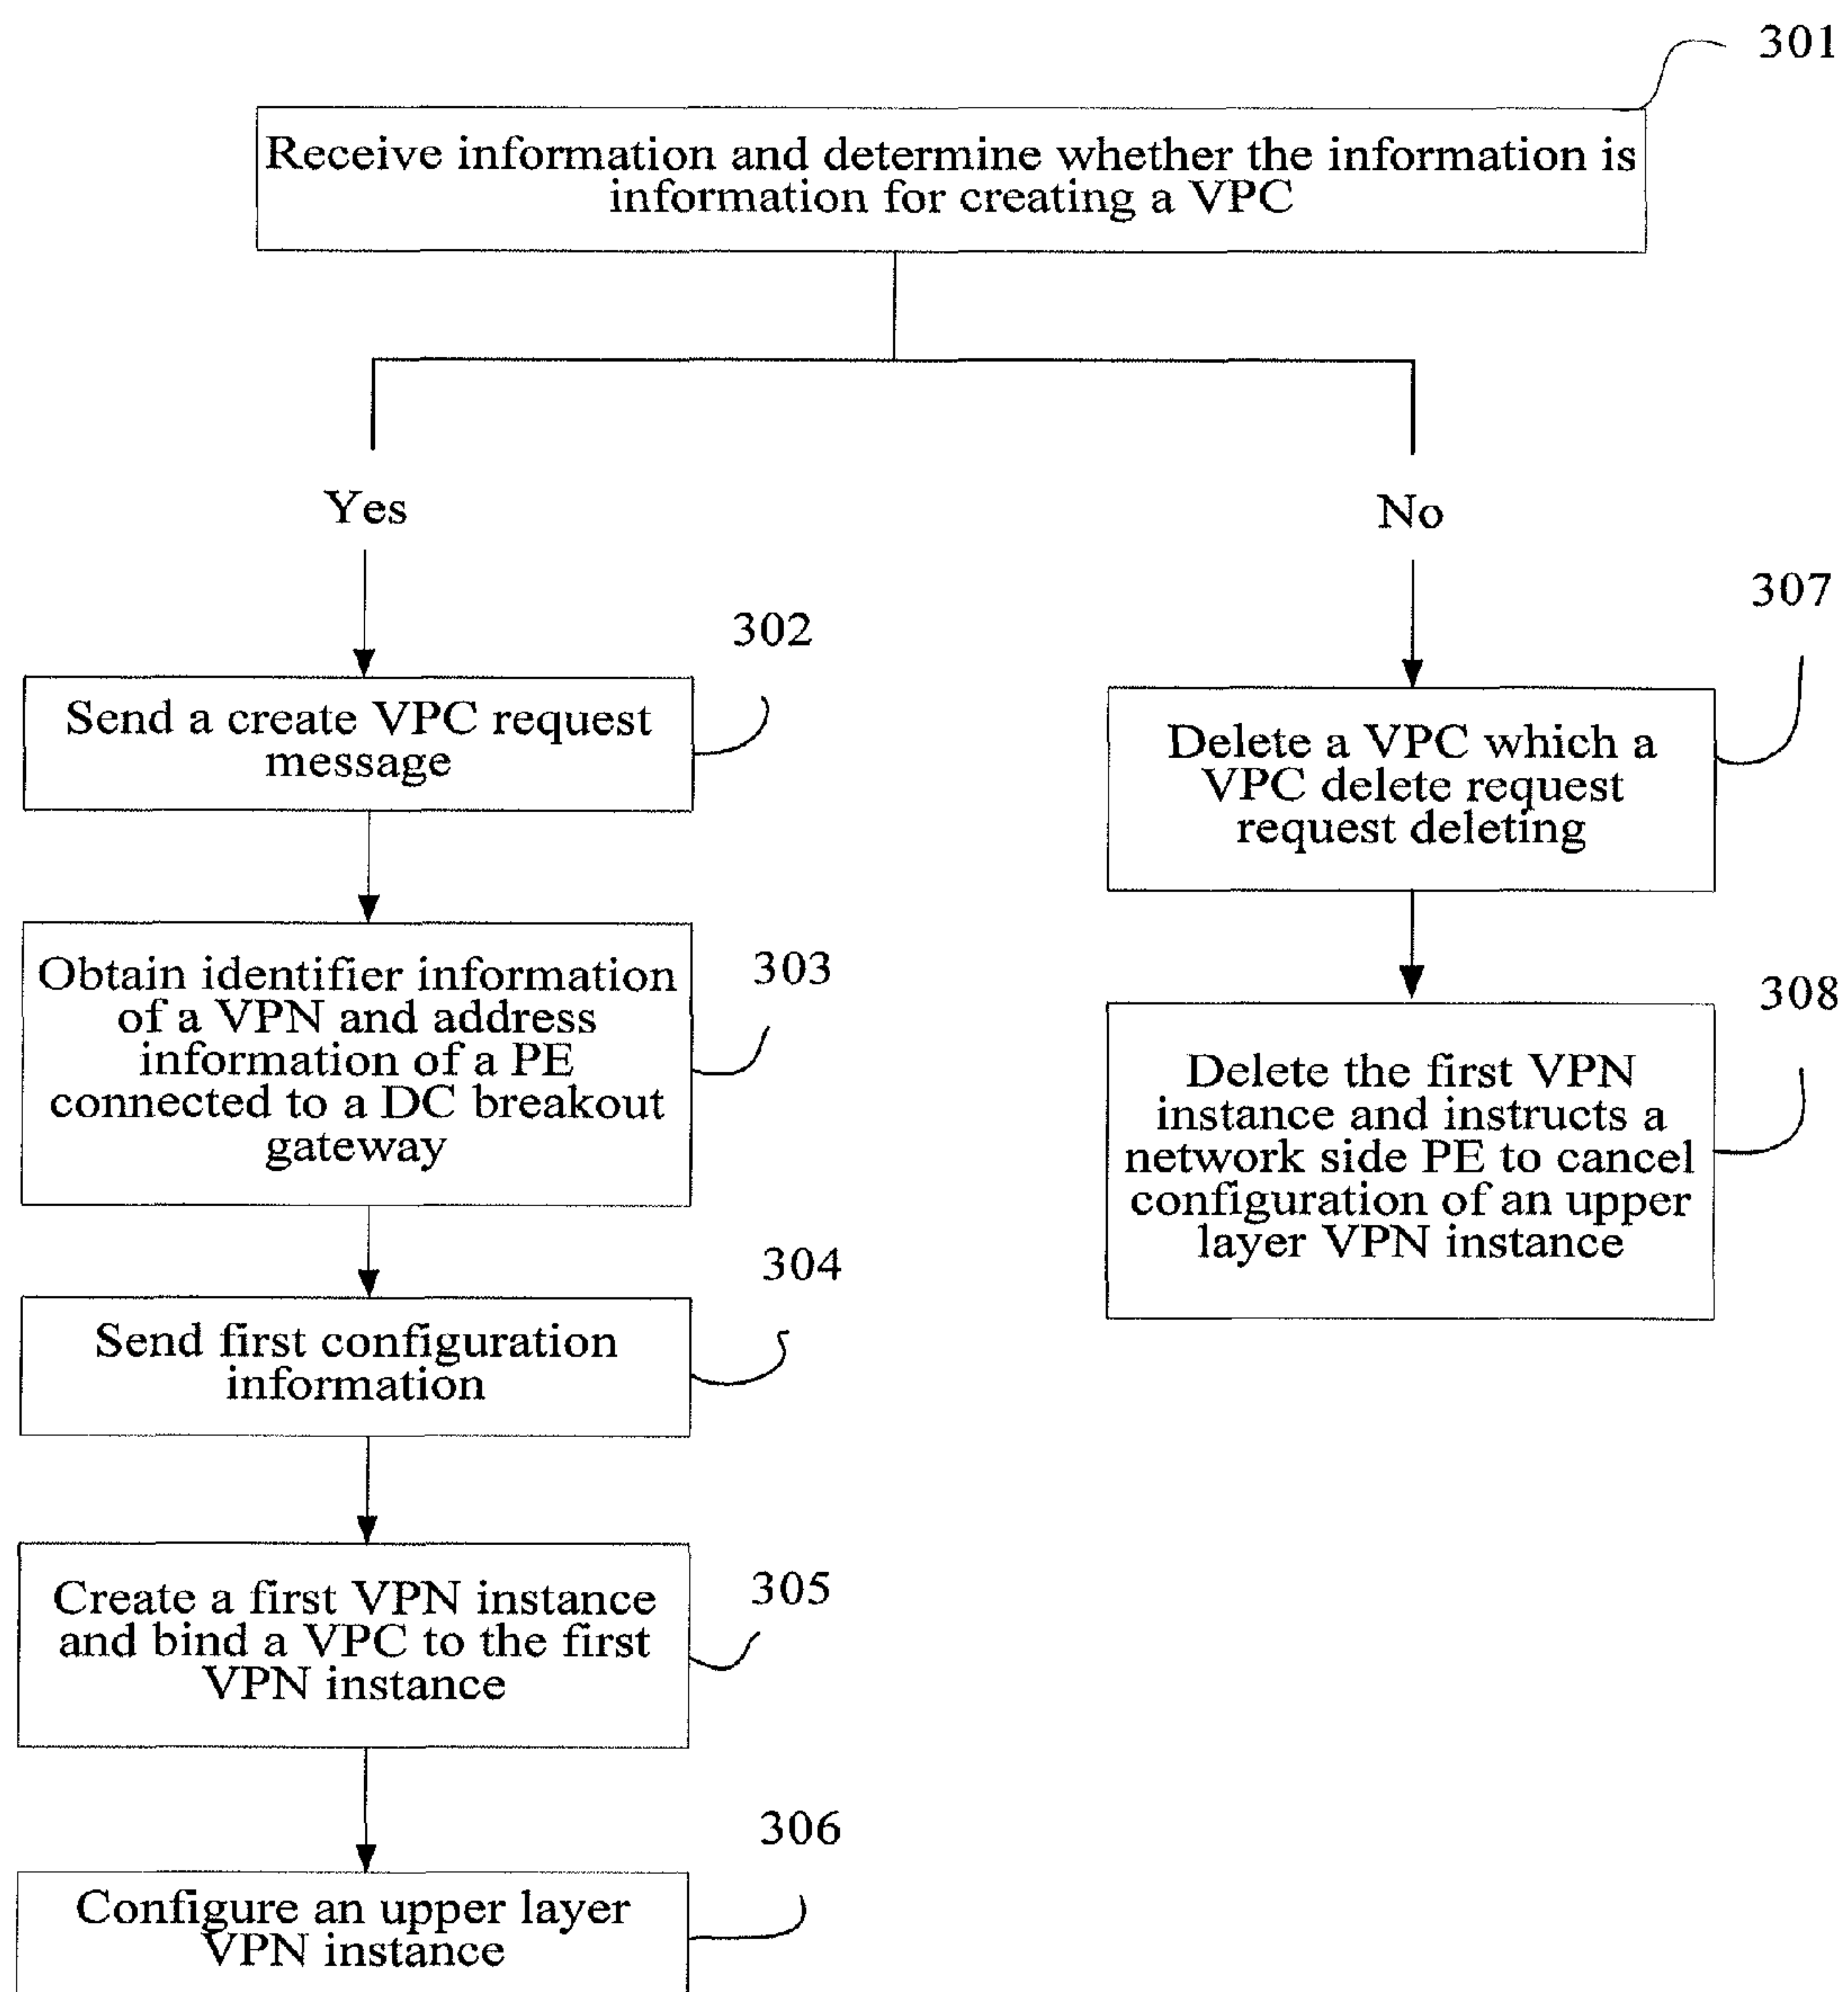 301
Receive information and determine whether the information is
information for creating a VPC
Yes
No
302
Send a create VPC request
message
303
Obtain identifier information
of a VPN and address
information of a PE
connected to a DC breakout
gateway
304
Send first configuration
information
305
Create a first VPN instance
and bind a VPC to the first
VPN instance
306
Configure an upper layer
VPN instance
307
Delete a VPC which a
VPC delete request
request deleting
308
Delete the first VPN
instance and instructs a
network side PE to cancel
configuration of an upper
layer VPN instance